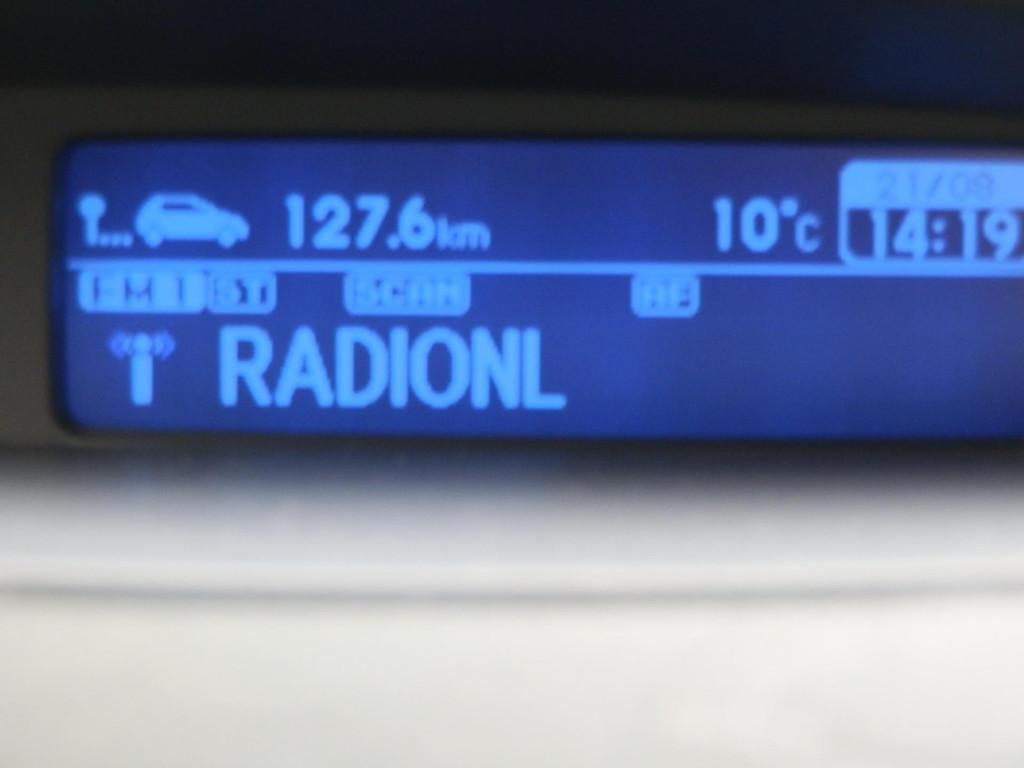 127.6km 10°C 21/08
14:19
FM 1 ST SCAN AF
RADIONL